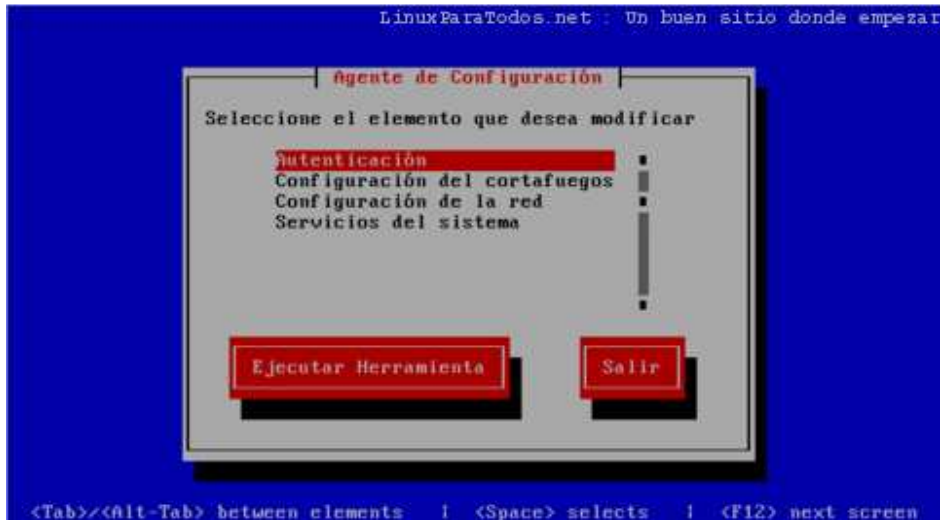 LinuxParaTodos.net : Un buen sitio donde empezar
Agente de Configuración
Seleccione el elemento que desea modificar
Autenticación
Configuración del cortafuegos
Configuración de la red
Servicios del sistema
Ejecutar Herramienta
Salir
<Tab>/<Alt-Tab> between elements | <Space> selects | <F12> next screen